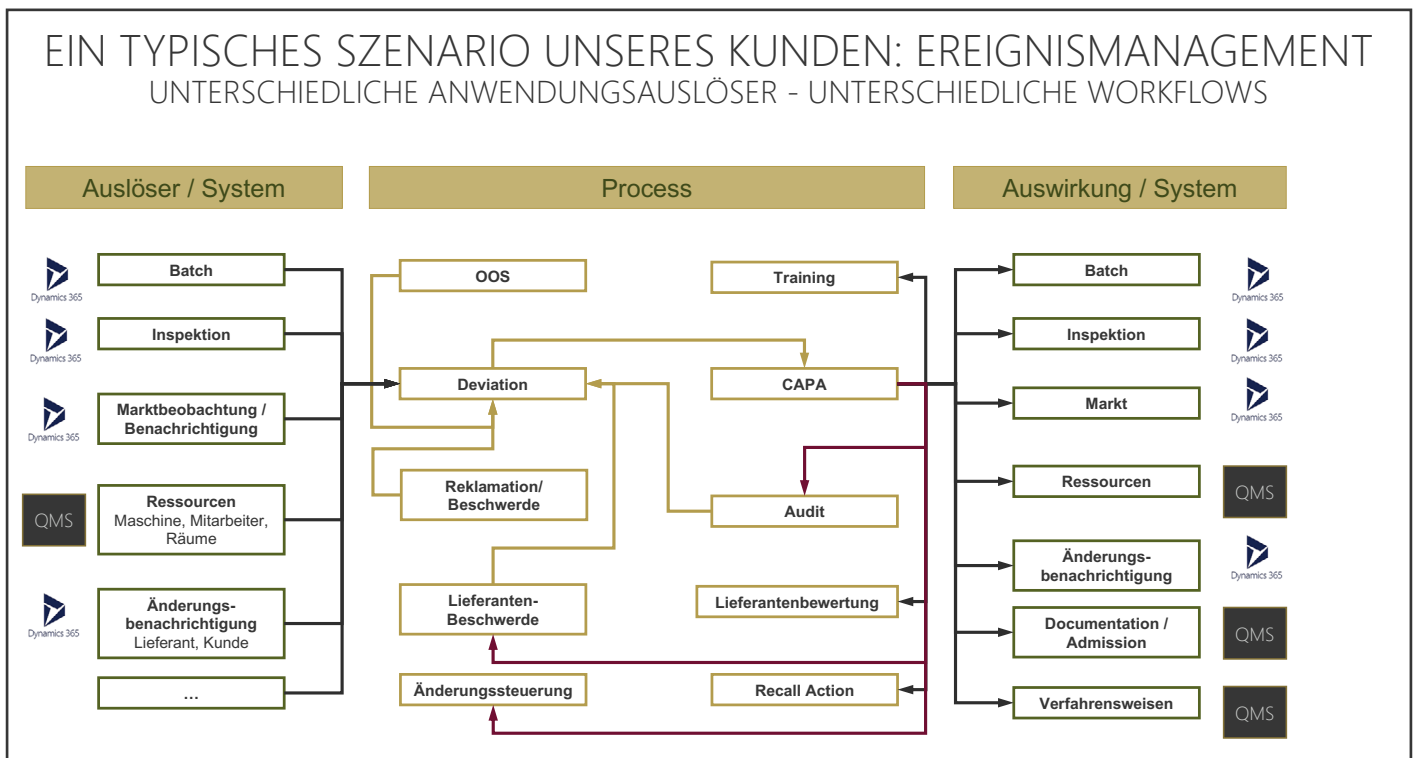 EIN TYPISCHES SZENARIO UNSERES KUNDEN: EREIGNISMANAGEMENT
UNTERSCHIEDLICHE ANWENDUNGSAUSLÖSER - UNTERSCHIEDLICHE WORKFLOWS
Auslöser / System
Dynamics 365
Batch
Dynamics 365
Inspektion
Dynamics 365
Marktbeobachtung /
Benachrichtigung
QMS
Ressourcen
Maschine, Mitarbeiter,
Räume
Dynamics 365
Änderungs-
benachrichtigung
Lieferant, Kunde
...
Process
OOS
Training
Deviation
CAPA
Reklamation/
Beschwerde
Audit
Lieferanten-
Beschwerde
Lieferantenbewertung
Änderungssteuerung
Recall Action
Auswirkung / System
Batch
Dynamics 365
Inspektion
Dynamics 365
Markt
Dynamics 365
Ressourcen
QMS
Änderungs-
benachrichtigung
Dynamics 365
Documentation /
Admission
QMS
Verfahrensweisen
QMS